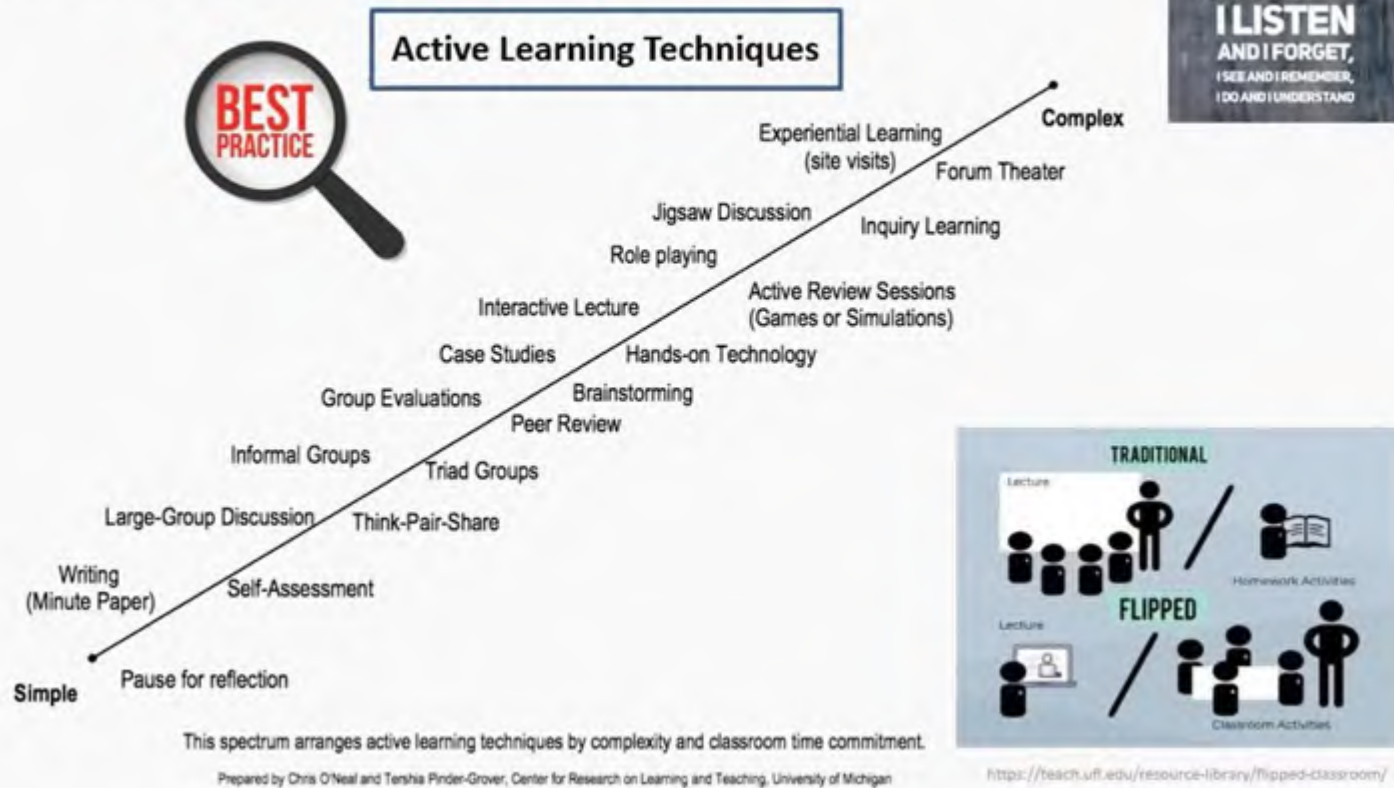 Active Learning Techniques
BEST
PRACTICE
I LISTEN
AND I FORGET,
I SEE AND I REMEMBER,
I DO AND I UNDERSTAND
Complex
Experiential Learning
(site visits)
Forum Theater
Jigsaw Discussion
Inquiry Learning
Role playing
Active Review Sessions
(Games or Simulations)
Interactive Lecture
Case Studies
Hands-on Technology
Group Evaluations
Brainstorming
Peer Review
Informal Groups
Triad Groups
Large-Group Discussion
Think-Pair-Share
Writing
(Minute Paper)
Self-Assessment
Simple
Pause for reflection
TRADITIONAL
Lecture
Homework Activities
FLIPPED
Lecture
Classroom Activities
This spectrum arranges active learning techniques by complexity and classroom time commitment.
Prepared by Chris O'Neal and Tershia Pinder-Grover, Center for Research on Learning and Teaching, University of Michigan
https://teach.ufl.edu/resource-library/flipped-classroom/